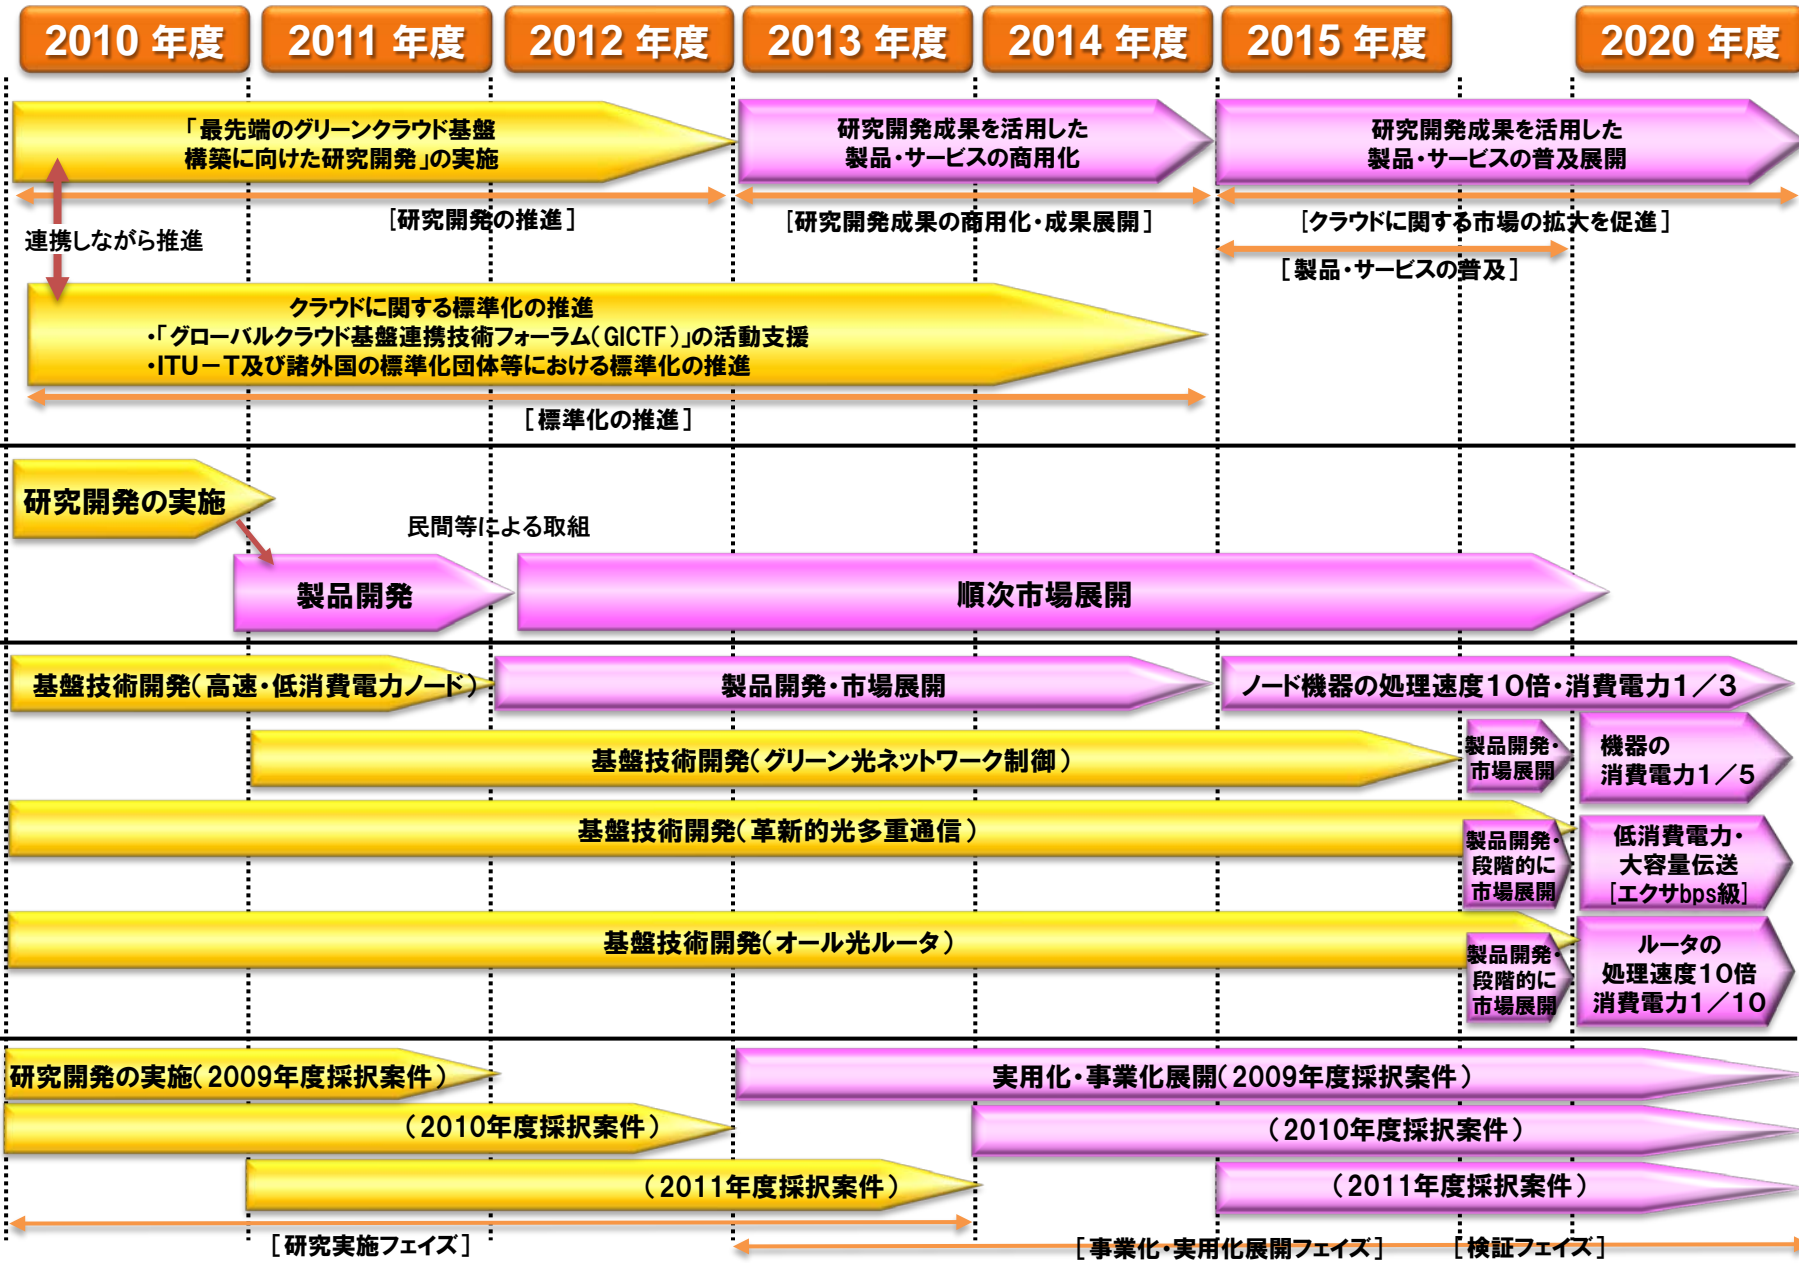 2010 年度
2011 年度
2012 年度
2013 年度
2014 年度
2015 年度
2020 年度
「最先端のグリーンクラウド基盤
構築に向けた研究開発」の実施
研究開発成果を活用した
製品・サービスの商用化
研究開発成果を活用した
製品・サービスの普及展開
[研究開発の推進]
[研究開発成果の商用化・成果展開]
[クラウドに関する市場の拡大を促進]
連携しながら推進
[製品・サービスの普及]
クラウドに関する標準化の推進
・「グローバルクラウド基盤連携技術フォーラム(GICTF)」の活動支援
・ITU-T及び諸外国の標準化団体等における標準化の推進
[標準化の推進]
研究開発の実施
民間等による取組
製品開発
順次市場展開
基盤技術開発(高速・低消費電力ノード)
製品開発・市場展開
ノード機器の処理速度10倍・消費電力1/3
基盤技術開発(グリーン光ネットワーク制御)
製品開発・
市場展開
機器の
消費電力1/5
基盤技術開発(革新的光多重通信)
製品開発・
段階的に
市場展開
低消費電力・
大容量伝送
[エクサbps級]
基盤技術開発(オール光ルータ)
製品開発・
段階的に
市場展開
ルータの
処理速度10倍
消費電力1/10
研究開発の実施(2009年度採択案件)
実用化・事業化展開(2009年度採択案件)
(2010年度採択案件)
(2010年度採択案件)
(2011年度採択案件)
(2011年度採択案件)
[研究実施フェイズ]
[事業化・実用化展開フェイズ]
[検証フェイズ]